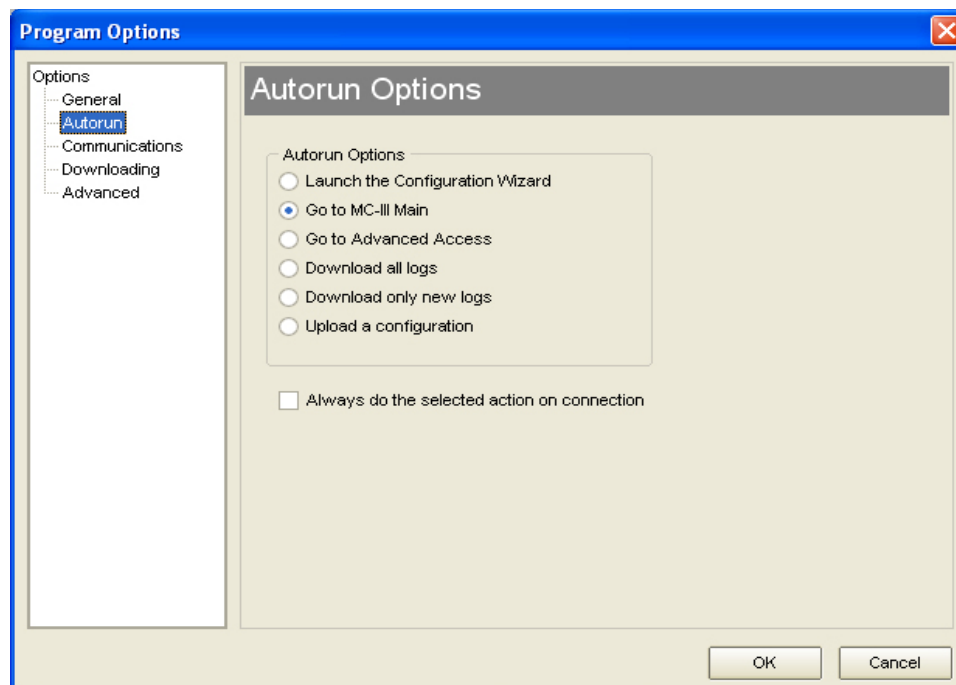 Program Options
Options
General
Autorun
Communications
Downloading
Advanced
Autorun Options
Autorun Options
Launch the Configuration Wizard
Go to MC-III Main
Go to Advanced Access
Download all logs
Download only new logs
Upload a configuration
Always do the selected action on connection
OK
Cancel